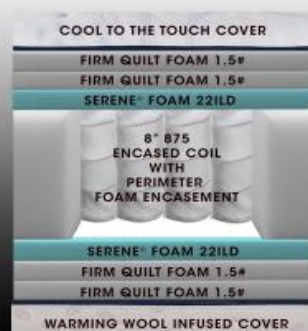 COOL TO THE TOUCH COVER
FIRM QUILT FOAM 1.5#
FIRM QUILT FOAM 1.5#
SERENE® FOAM 22ILD
8" 875
ENCASED COIL
WITH
PERIMETER
FOAM ENCASEMENT
SERENE® FOAM 22ILD
FIRM QUILT FOAM 1.5#
FIRM QUILT FOAM 1.5#
WARMING WOOL INFUSED COVER